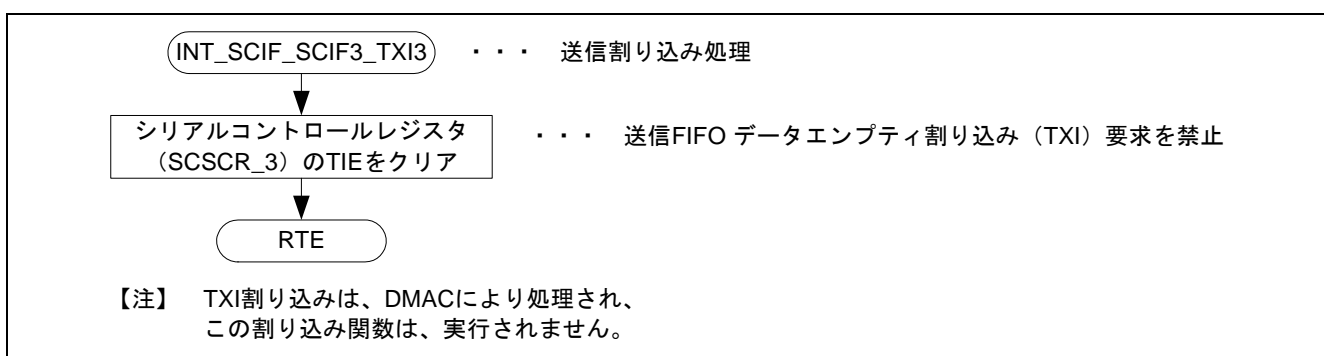 INT_SCIF_SCIF3_TXI3 ・・・ 送信割り込み処理
シリアルコントロールレジスタ
（SCSCR_3）のTIEをクリア
・・・ 送信FIFO データエンプティ割り込み（TXI）要求を禁止
RTE
【注】 TXI割り込みは、DMACにより処理され、
この割り込み関数は、実行されません。